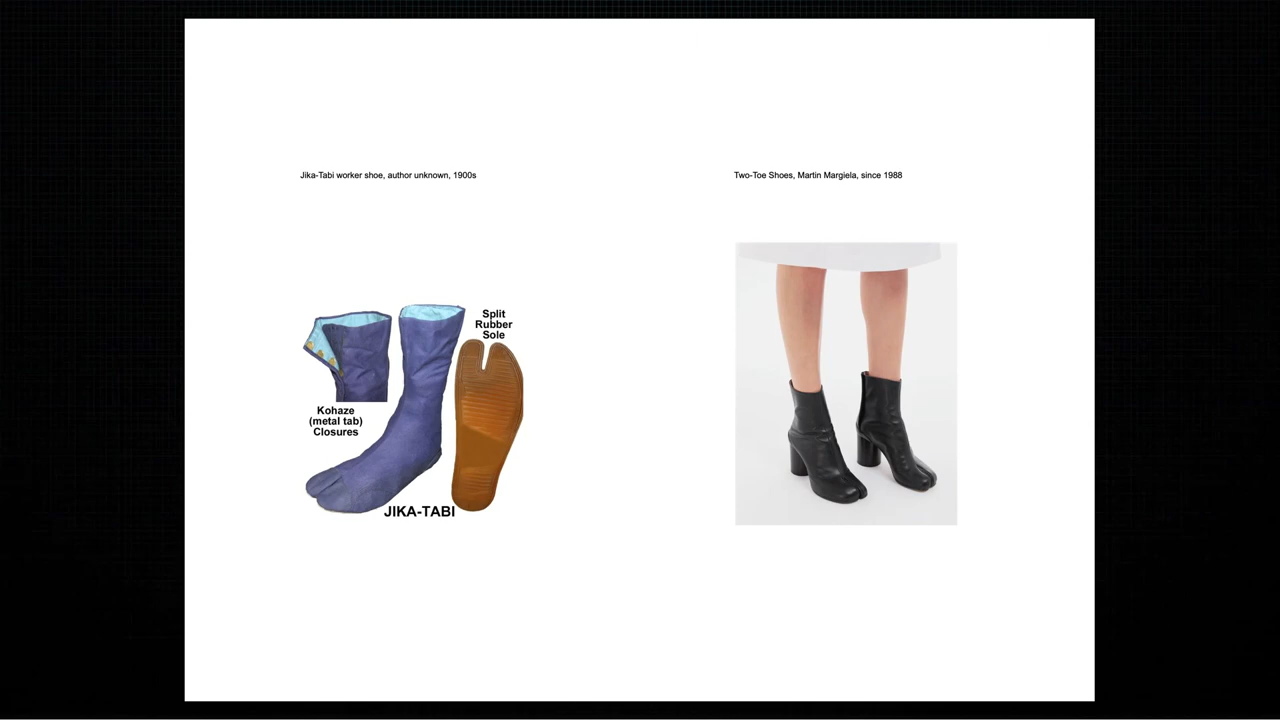 Jika-Tabi worker shoe, author unknown, 1900s
Two-Toe Shoes, Martin Margiela, since 1988
Split
Rubber
Sole
Kohaze
(metal tab)
Closures
JIKA-TABI